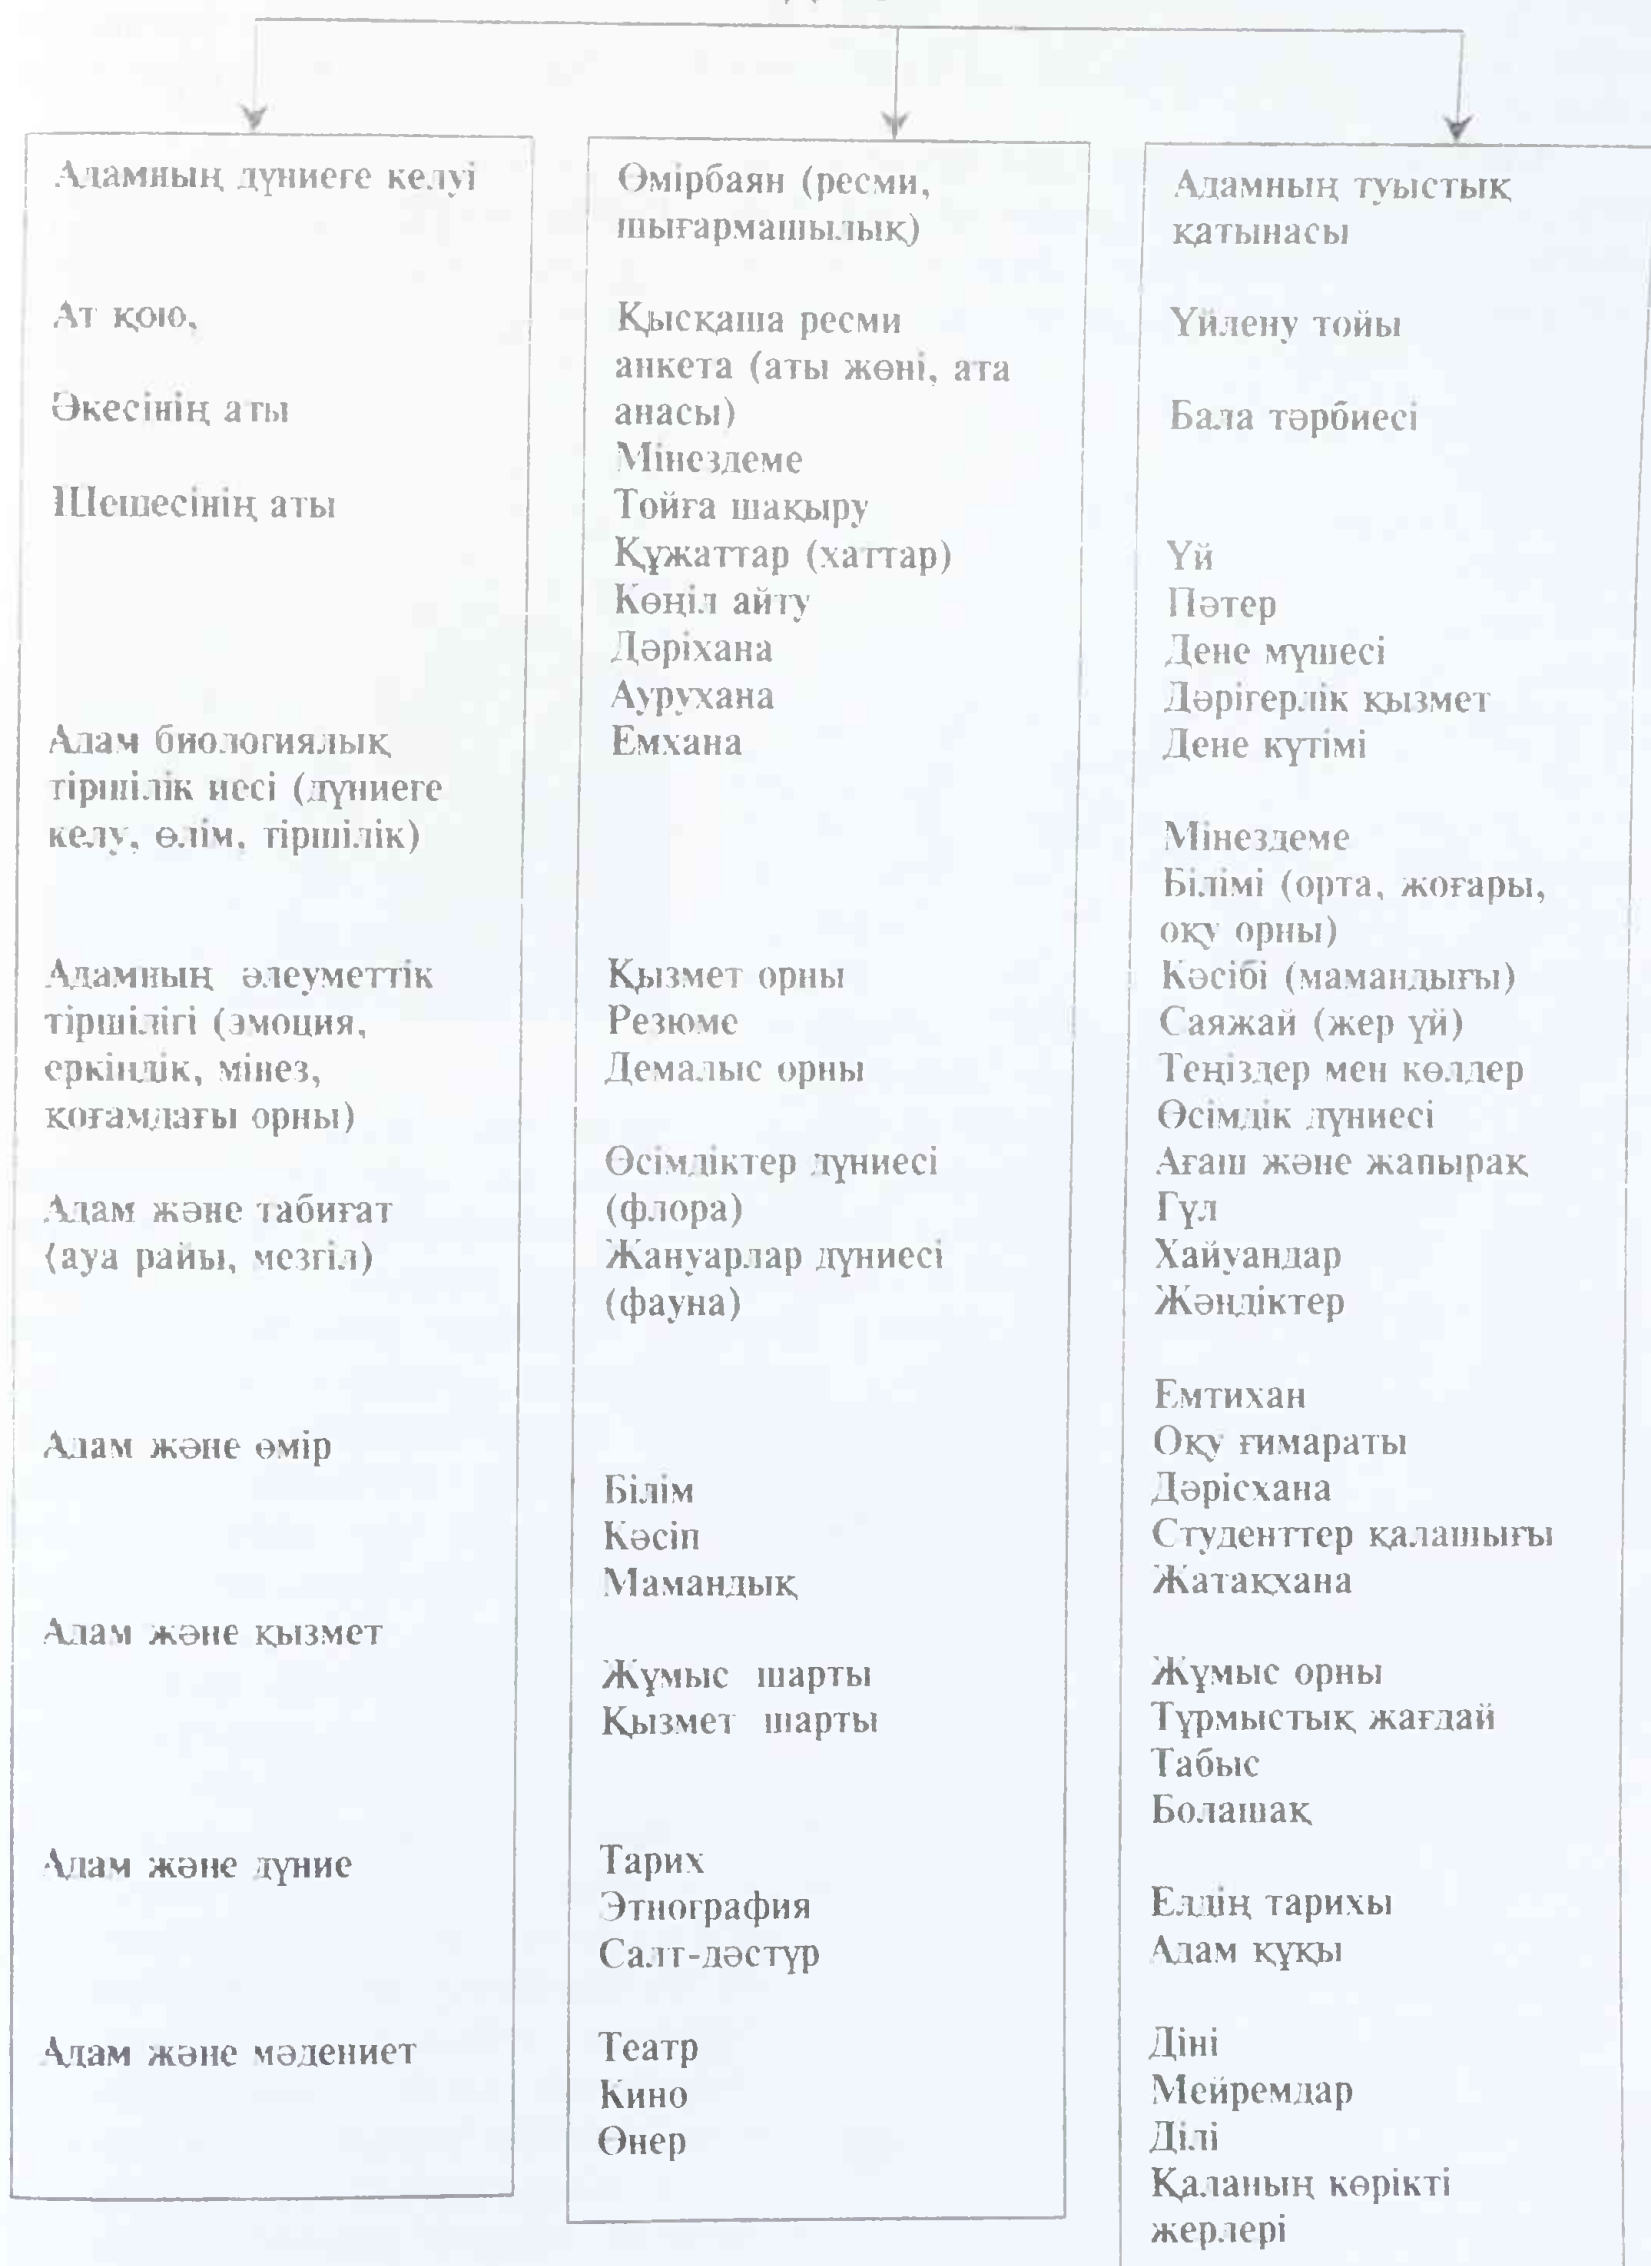 Адамның дүниеге келуі
Ат қою,
Әкесінің аты
Шешесінің аты
Адам биологиялық
тіршілік иесі (дүниеге
келу, өлім, тіршілік)
Адамның әлеуметтік
тіршілігі (эмоция,
еркіндік, мінез,
қоғамдағы орны)
Адам және табиғат
(ауа райы, мезгіл)
Адам және өмір
Адам және қызмет
Адам және дүние
Адам және мәдениет
Өмірбаян (ресми,
шығармашылық)
Қысқаша ресми
анкета (аты жөні, ата
анасы)
Мінездеме
Тойға шақыру
Құжаттар (хаттар)
Көңіл айту
Дәріхана
Аурухана
Емхана
Қызмет орны
Резюме
Демалыс орны
Өсімдіктер дүниесі
(флора)
Жануарлар дүниесі
(фауна)
Білім
Кәсіп
Мамандық
Жұмыс шарты
Қызмет шарты
Тарих
Этнография
Салт-дәстүр
Театр
Кино
Өнер
Адамның туыстық
қатынасы
Үйлену тойы
Бала тәрбиесі
Үй
Пәтер
Дене мүшесі
Дәрігерлік қызмет
Дене күтімі
Мінездеме
Білімі (орта, жоғары,
оқу орны)
Кәсібі (мамандығы)
Саяжай (жер үй)
Теңіздер мен көлдер
Өсімдік дүниесі
Ағаш және жапырақ
Гүл
Хайуандар
Жәндіктер
Емтихан
Оқу ғимараты
Дәрісхана
Студенттер қалашығы
Жатақхана
Жұмыс орны
Тұрмыстық жағдай
Табыс
Болашақ
Елдің тарихы
Адам құқы
Діні
Мейремдар
Ділі
Қаланың көрікті
жерлері